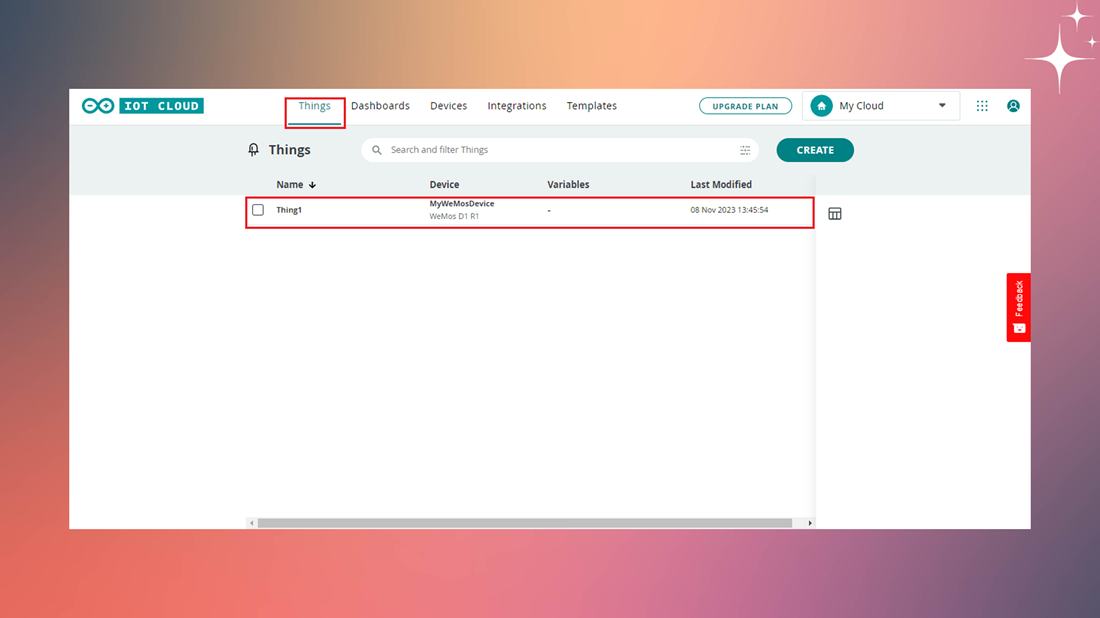 IOT CLOUD Things Dashboards Devices Integrations Templates UPGRADE PLAN My Cloud
Things Search and filter Things CREATE
Name Device Variables Last Modified
Thing1 MyWeMosDevice - 08 Nov 2023 13:45:54
WeMos D1 R1
Feedback